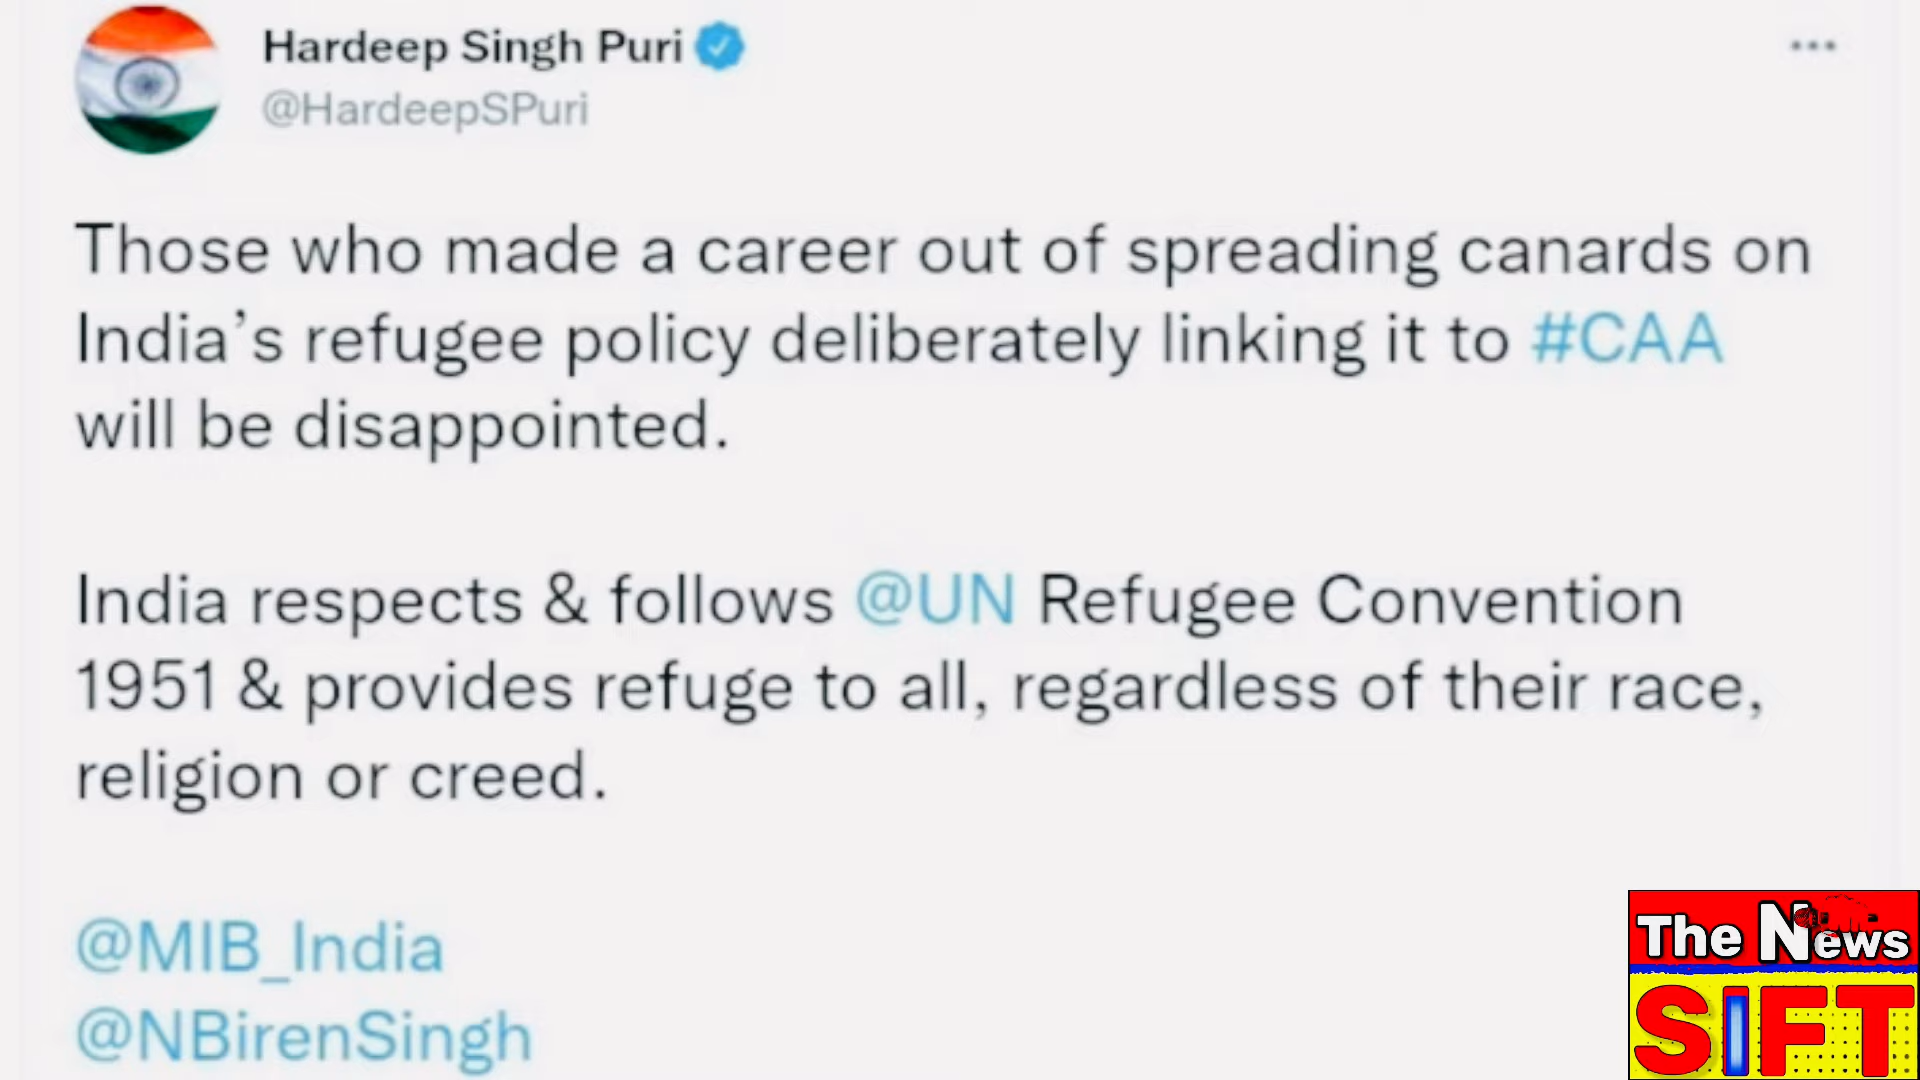 Hardeep Singh Puri
@HardeepSPuri
Those who made a career out of spreading canards on
India’s refugee policy deliberately linking it to #CAA
will be disappointed.
India respects & follows @UN Refugee Convention
1951 & provides refuge to all, regardless of their race,
religion or creed.
@MIB_India
@NBirenSingh
The News
SiFT